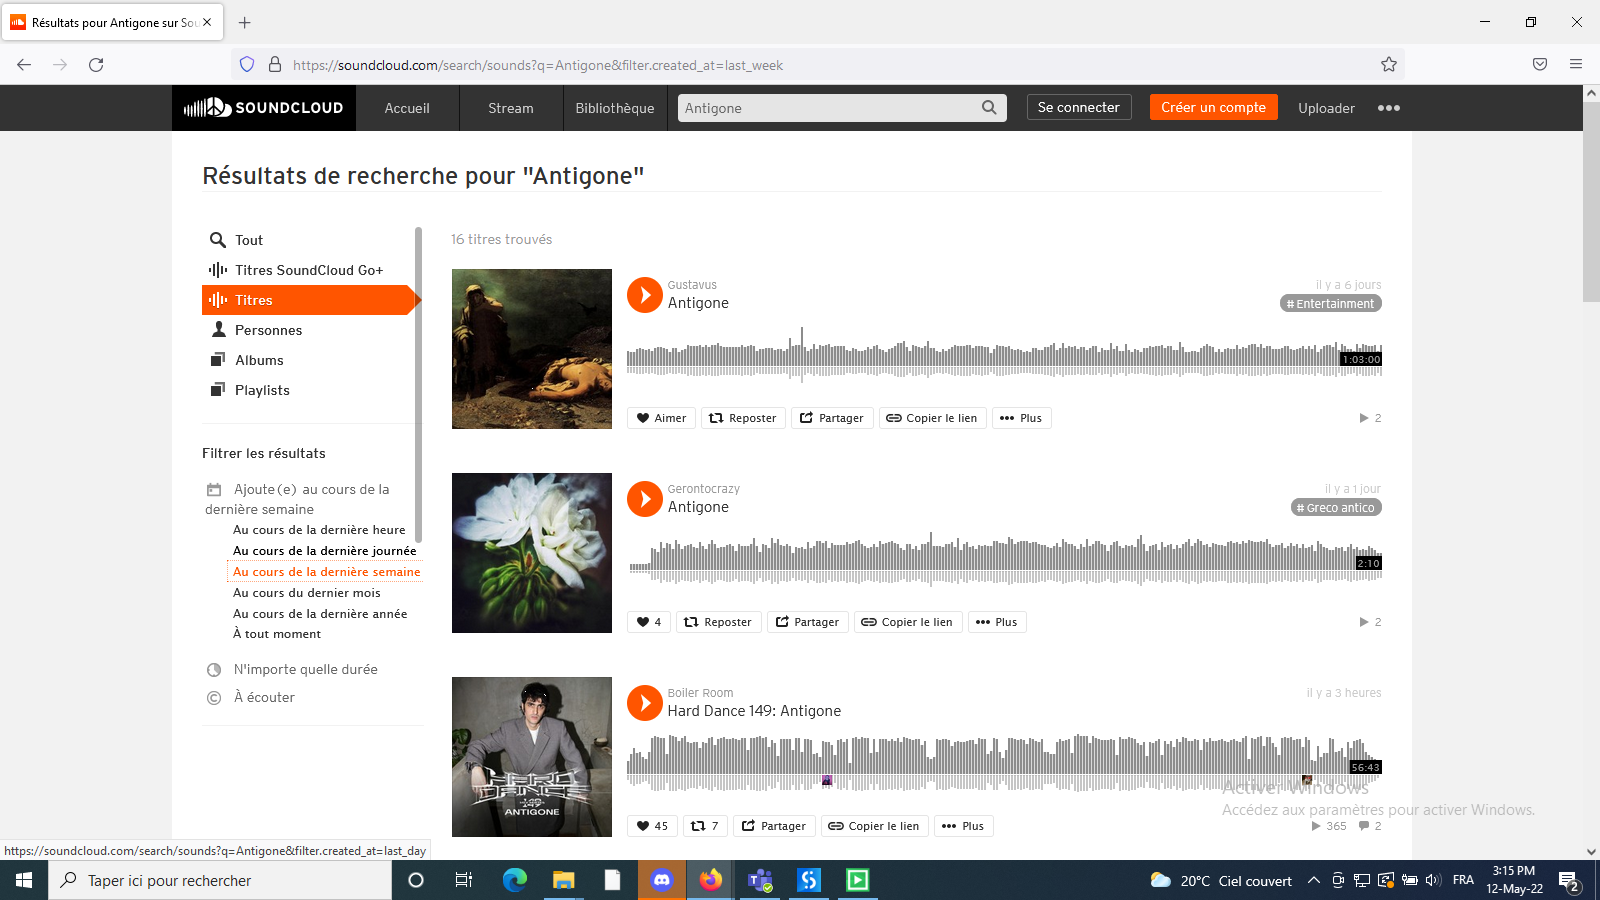 Résultats pour Antigone sur Sou
https://soundcloud.com/search/sounds?q=Antigone&filter.created_at=last_week
SOUNDCLOUD
Accueil
Stream
Bibliothèque
Antigone
Se connecter
Créer un compte
Uploader
Résultats de recherche pour "Antigone"
Tout
Titres SoundCloud Go+
Titres
Personnes
Albums
Playlists
Filtrer les résultats
Ajoute(e) au cours de la
dernière semaine
Au cours de la dernière heure
Au cours de la dernière journée
Au cours de la dernière semaine
Au cours du dernier mois
Au cours de la dernière année
À tout moment
N'importe quelle durée
À écouter
16 titres trouvés
Gustavus
il y a 6 jours
Antigone
# Entertainment
1:03:00
Aimer
Reposter
Partager
Copier le lien
Plus
2
Gerontocrazy
il y a 1 jour
Antigone
# Greco antico
2:10
4
Reposter
Partager
Copier le lien
Plus
2
Boiler Room
il y a 3 heures
Hard Dance 149: Antigone
HARD
DANCE
149
ANTIGONE
56:43
45
7
Partager
Copier le lien
Plus
365
2
Activer Windows
Accédez aux paramètres pour activer Windows.
https://soundcloud.com/search/sounds?q=Antigone&filter.created_at=last_day
Taper ici pour rechercher
20°C Ciel couvert
FRA
3:15 PM
12-May-22
2